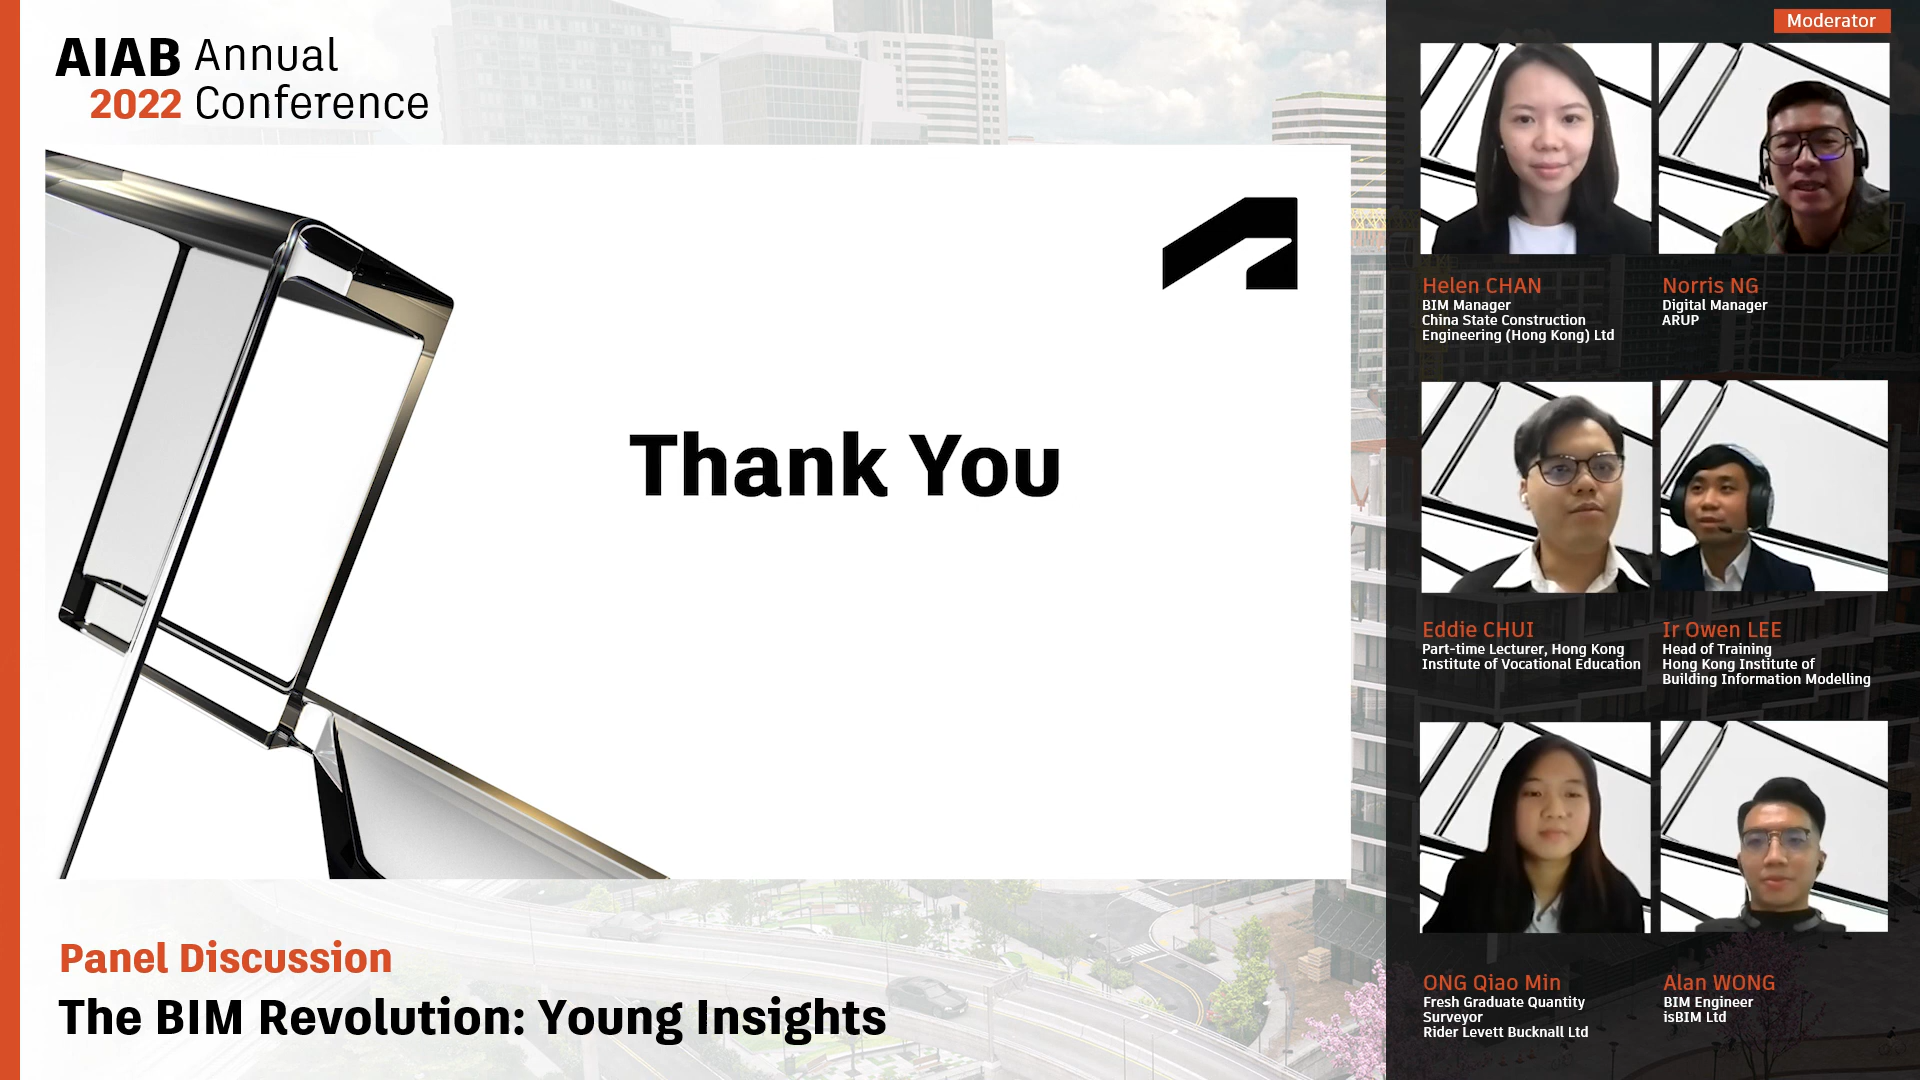 AIAB Annual
2022 Conference
Thank You
Panel Discussion
The BIM Revolution: Young Insights
Moderator
Helen CHAN
BIM Manager
China State Construction
Engineering (Hong Kong) Ltd
Norris NG
Digital Manager
ARUP
Eddie CHUI
Part-time Lecturer, Hong Kong
Institute of Vocational Education
Ir Owen LEE
Head of Training
Hong Kong Institute of
Building Information Modelling
ONG Qiao Min
Fresh Graduate Quantity
Surveyor
Rider Levett Bucknall Ltd
Alan WONG
BIM Engineer
isBIM Ltd